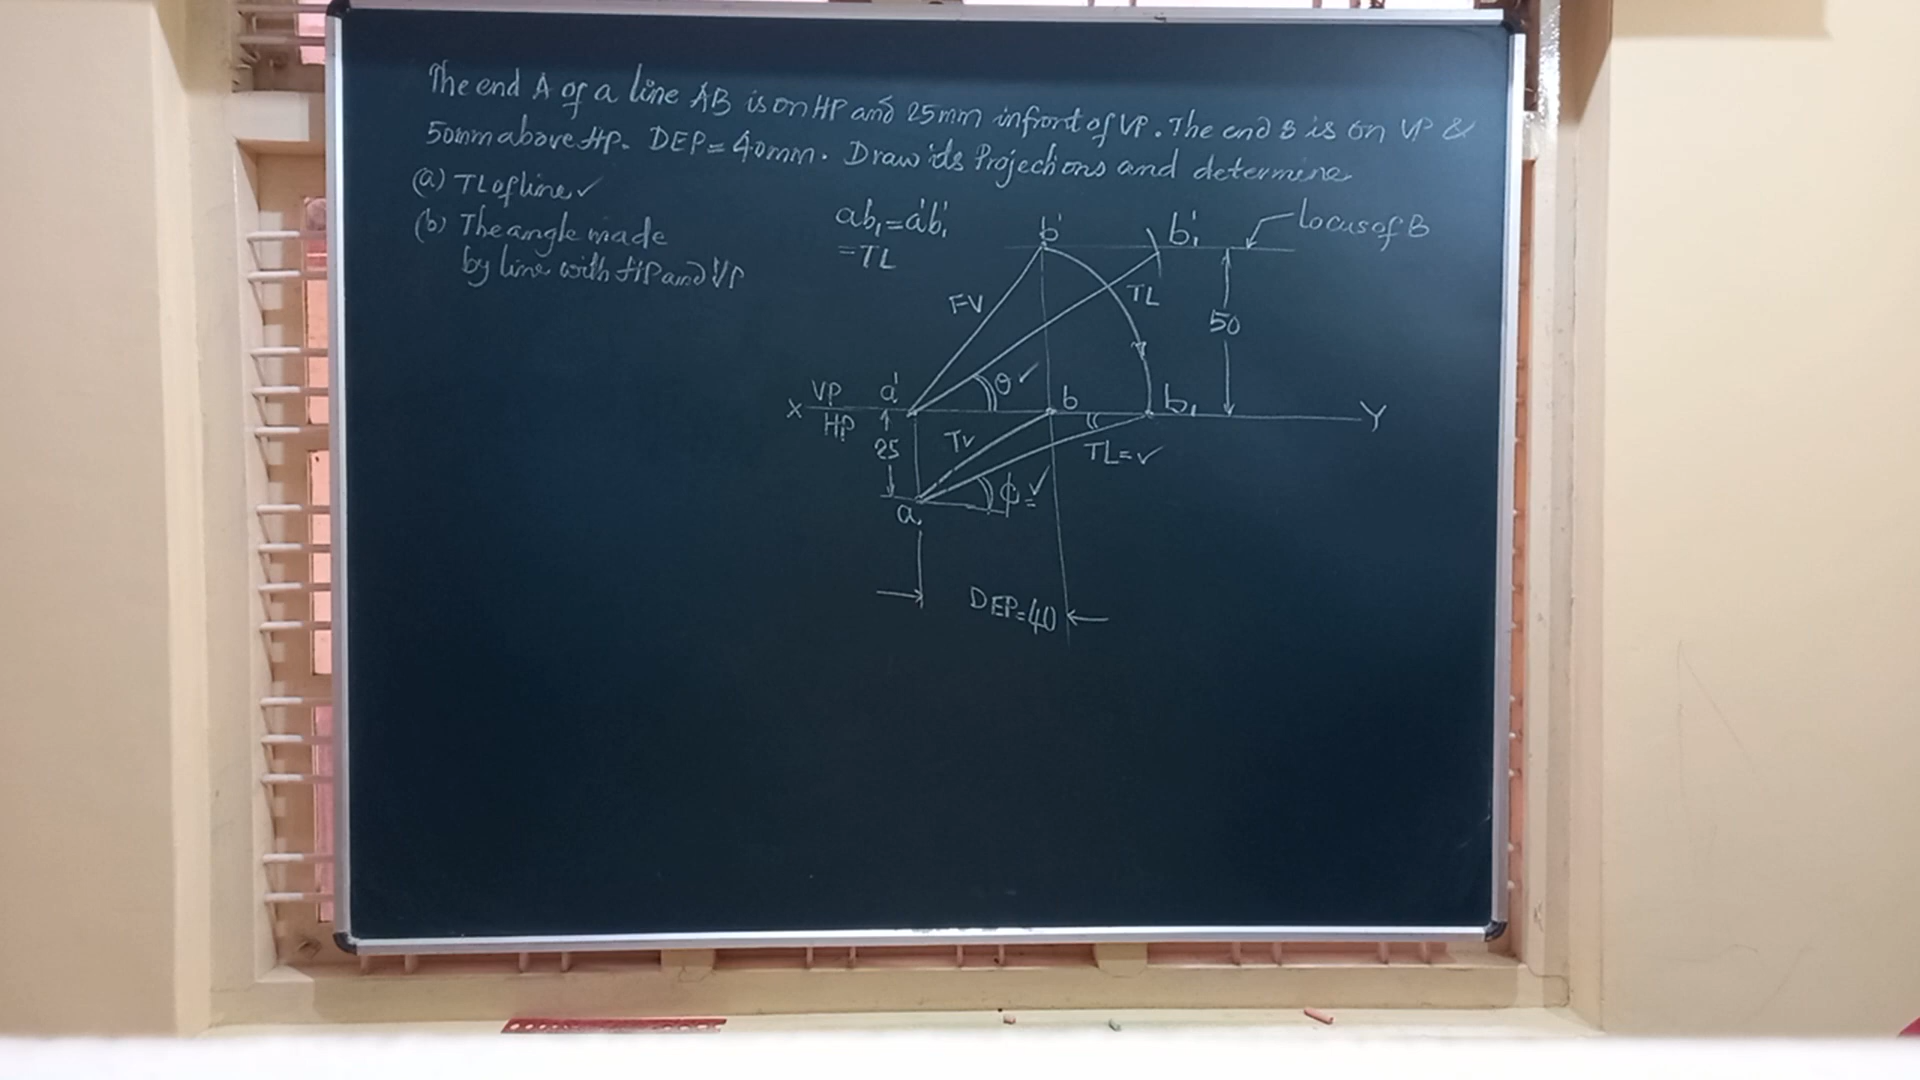 The end A of a line AB is on HP and 25mm infront of VP. The end B is on VP &
50mm above HP. DEP = 40mm. Draw its Projections and determine
(a) TL of line ✓
(b) The angle made
by line with HP and VP
ab₁ = a'b₁'
= TL
b'
b₁'
locus of B
FV
TL
50
θ ✓
X
VP
a'
b
b₁
Y
HP
25
TV
TL = ✓
ϕ = ✓
a
DEP = 40